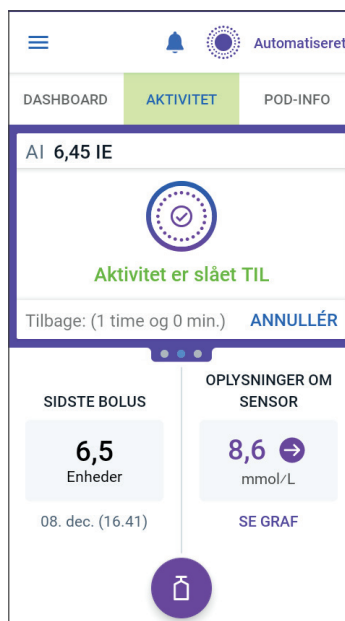 Automatiseret
DASHBOARD AKTIVITET POD-INFO
AI 6,45 IE
Aktivitet er slået TIL
Tilbage: (1 time og 0 min.) ANNULLÉR
SIDSTE BOLUS
6,5
Enheder
08. dec. (16.41)
OPLYSNINGER OM
SENSOR
8,6
mmol/L
SE GRAF